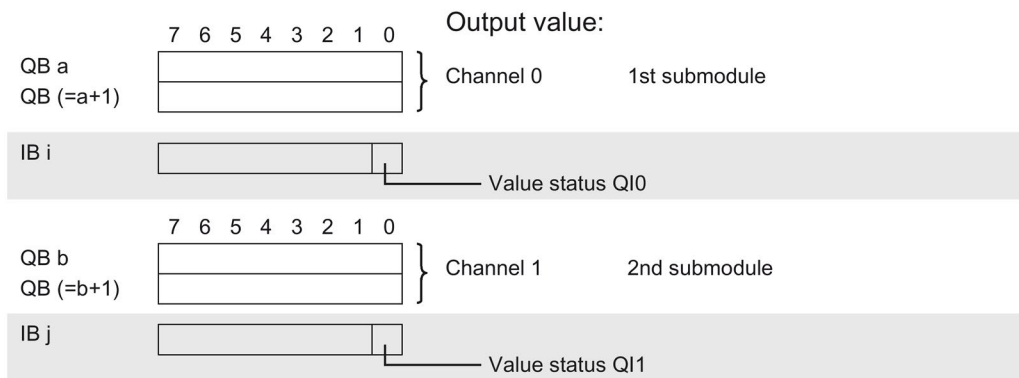 Output value:
7 6 5 4 3 2 1 0
QB a
QB (=a+1)
Channel 0 1st submodule
IB i
Value status QI0
7 6 5 4 3 2 1 0
QB b
QB (=b+1)
Channel 1 2nd submodule
IB j
Value status QI1